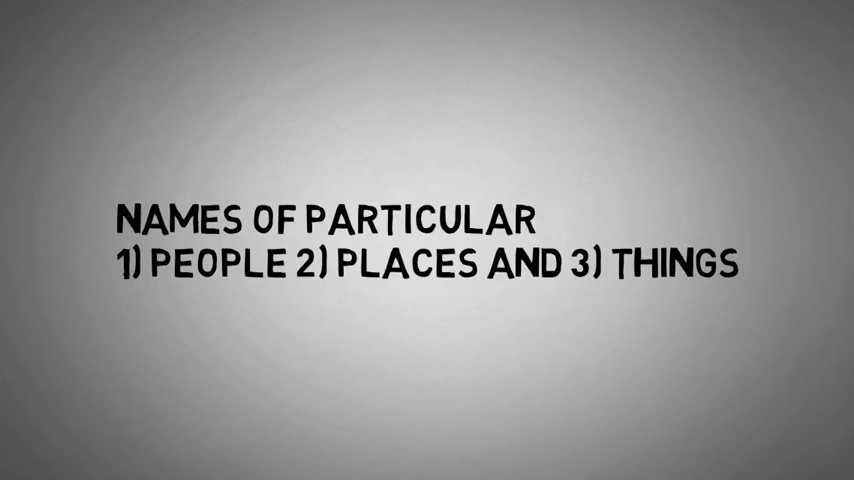 NAMES OF PARTICULAR
1) PEOPLE 2) PLACES AND 3) THINGS